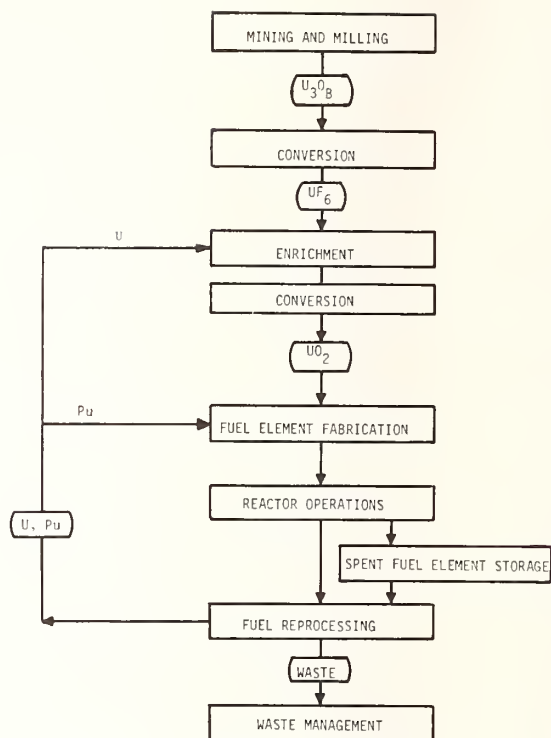 MINING AND MILLING
U3OB
CONVERSION
UF6
U
ENRICHMENT
CONVERSION
UO2
Pu
FUEL ELEMENT FABRICATION
REACTOR OPERATIONS
U, Pu
SPENT FUEL ELEMENT STORAGE
FUEL REPROCESSING
WASTE
WASTE MANAGEMENT